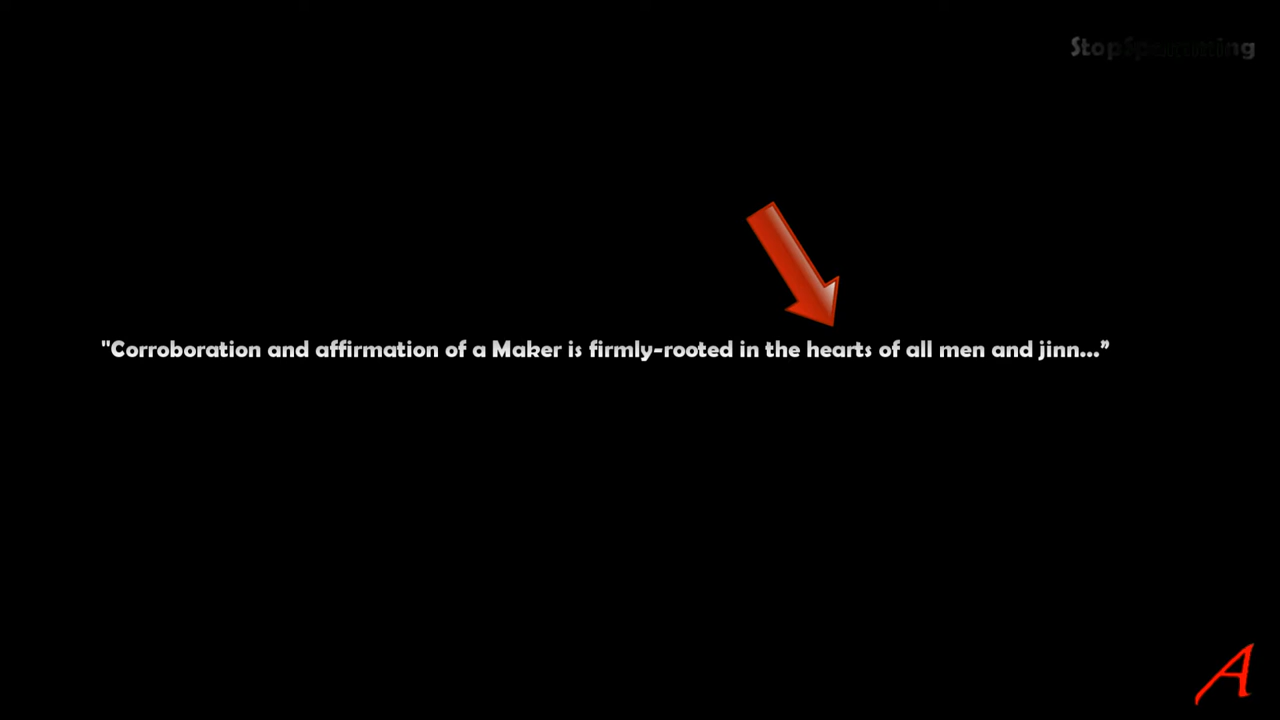 "Corroboration and affirmation of a Maker is firmly-rooted in the hearts of all men and jinn...”
A